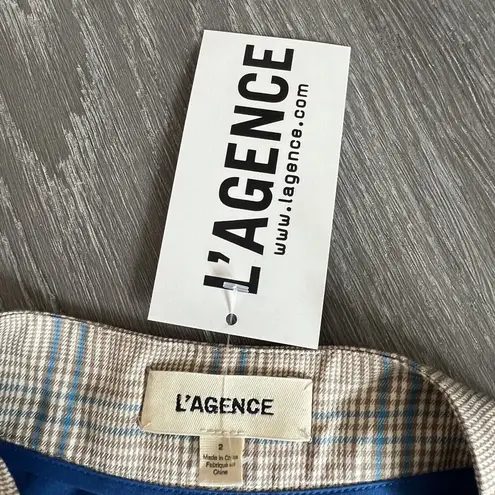 L'AGENCE
www.lagence.com
L'AGENCE
2
Made in China
Fabriqué en
Chine